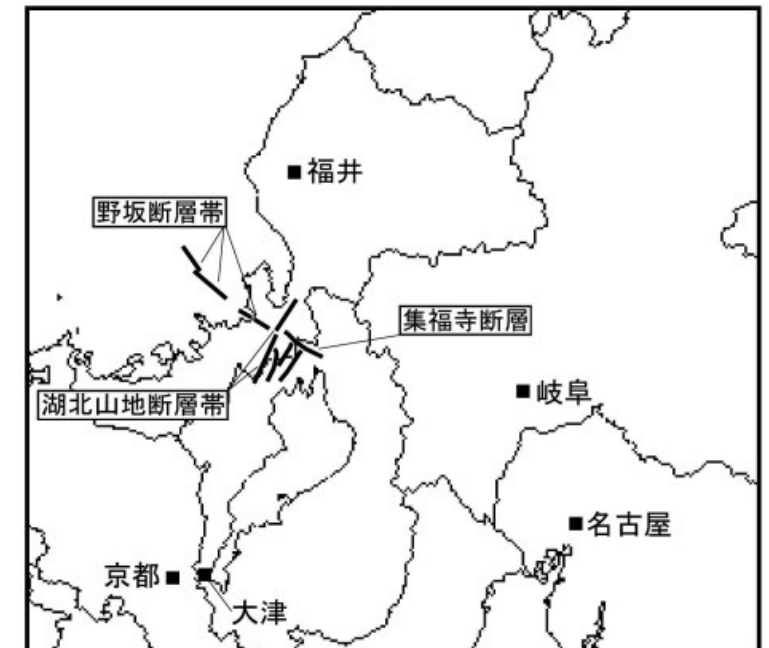 福井
野坂断層帯
集福寺断層
湖北山地断層帯
岐阜
名古屋
京都
大津